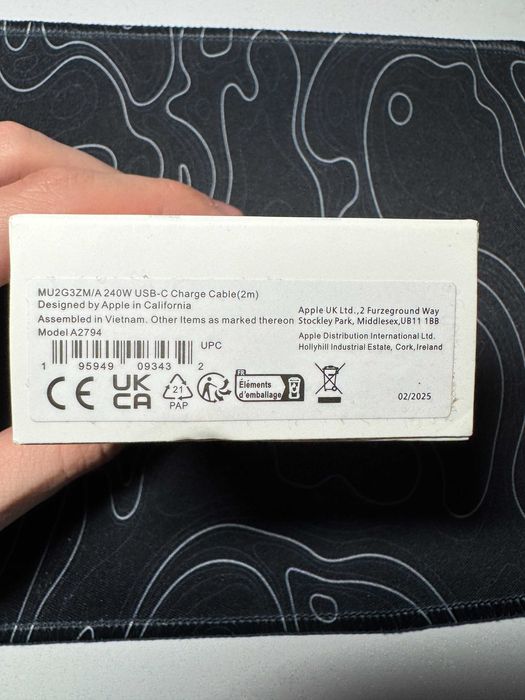 MU2G3ZM/A 240W USB-C Charge Cable(2m)
Designed by Apple in California
Assembled in Vietnam. Other Items as marked thereon
Model A2794
Apple UK Ltd.,2 Furzeground Way
Stockley Park, Middlesex,UB11 1BB
Apple Distribution International Ltd.
Hollyhill Industrial Estate, Cork,Ireland
UPC
1 95949 09343 2
CE
UK
CA
21
PAP
FR
Éléments
d'emballage
02/2025